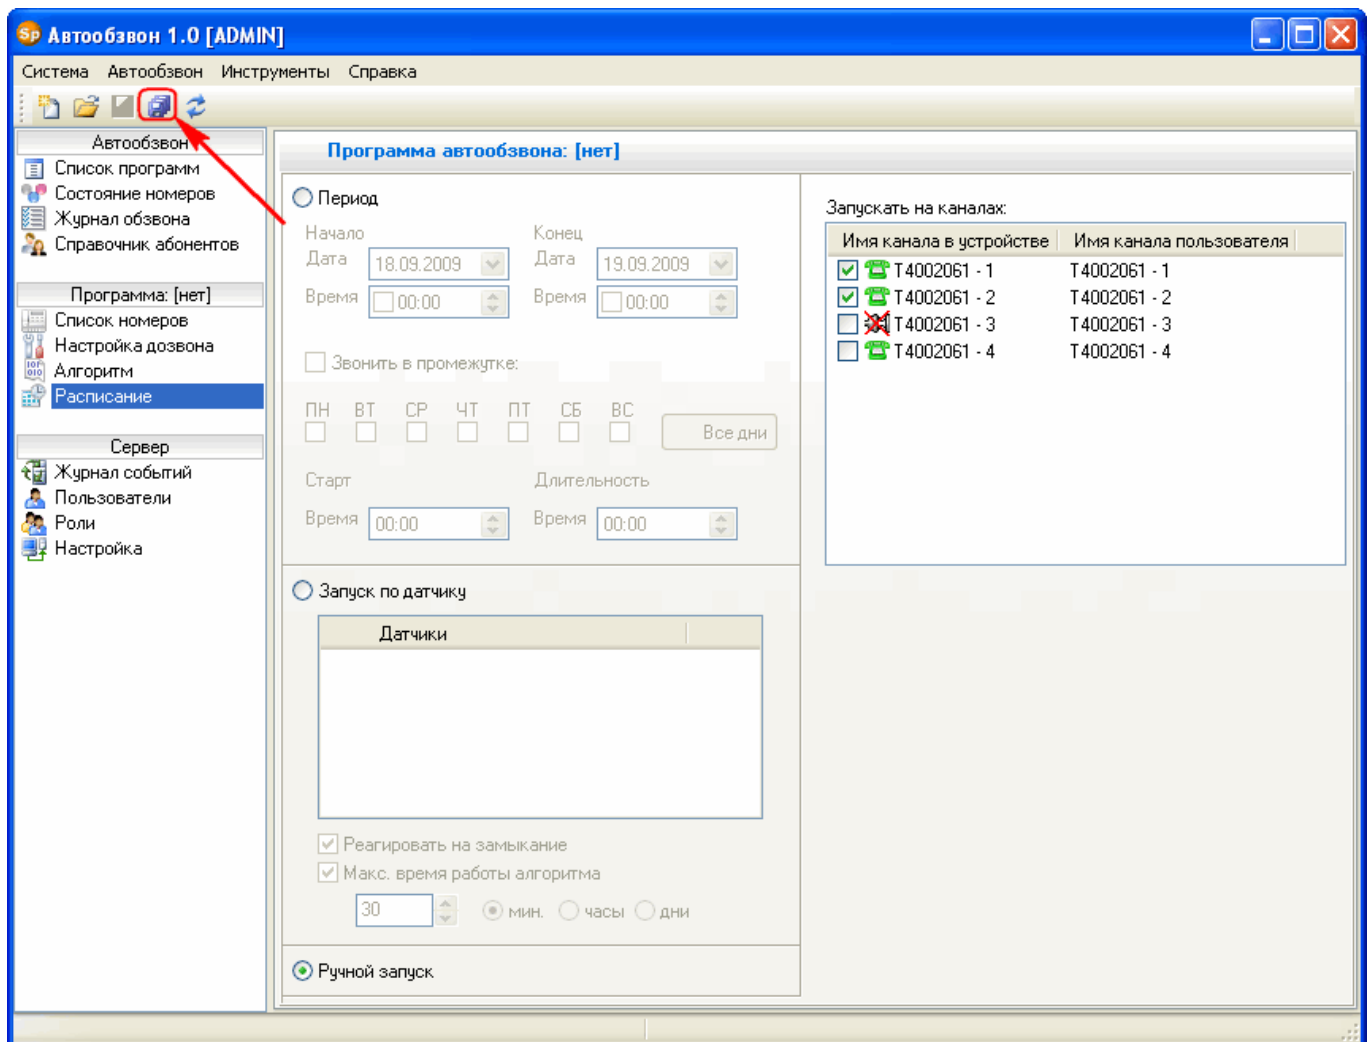 Sp Автообзвон 1.0 [ADMIN]
Система Автообзвон Инструменты Справка
Автообзвон
Список программ
Состояние номеров
Журнал обзвона
Справочник абонентов
Программа: [нет]
Список номеров
Настройка дозвона
Алгоритм
Расписание
Сервер
Журнал событий
Пользователи
Роли
Настройка
Программа автообзвона: [нет]
Период
Начало Конец
Дата 18.09.2009 Дата 19.09.2009
Время 00:00 Время 00:00
Звонить в промежутке:
ПН ВТ СР ЧТ ПТ СБ ВС
Все дни
Старт Длительность
Время 00:00 Время 00:00
Запуск по датчику
Датчики
Реагировать на замыкание
Макс. время работы алгоритма
30 мин. часы дни
Ручной запуск
Запускать на каналах:
Имя канала в устройстве Имя канала пользователя
T4002061 - 1 T4002061 - 1
T4002061 - 2 T4002061 - 2
T4002061 - 3 T4002061 - 3
T4002061 - 4 T4002061 - 4